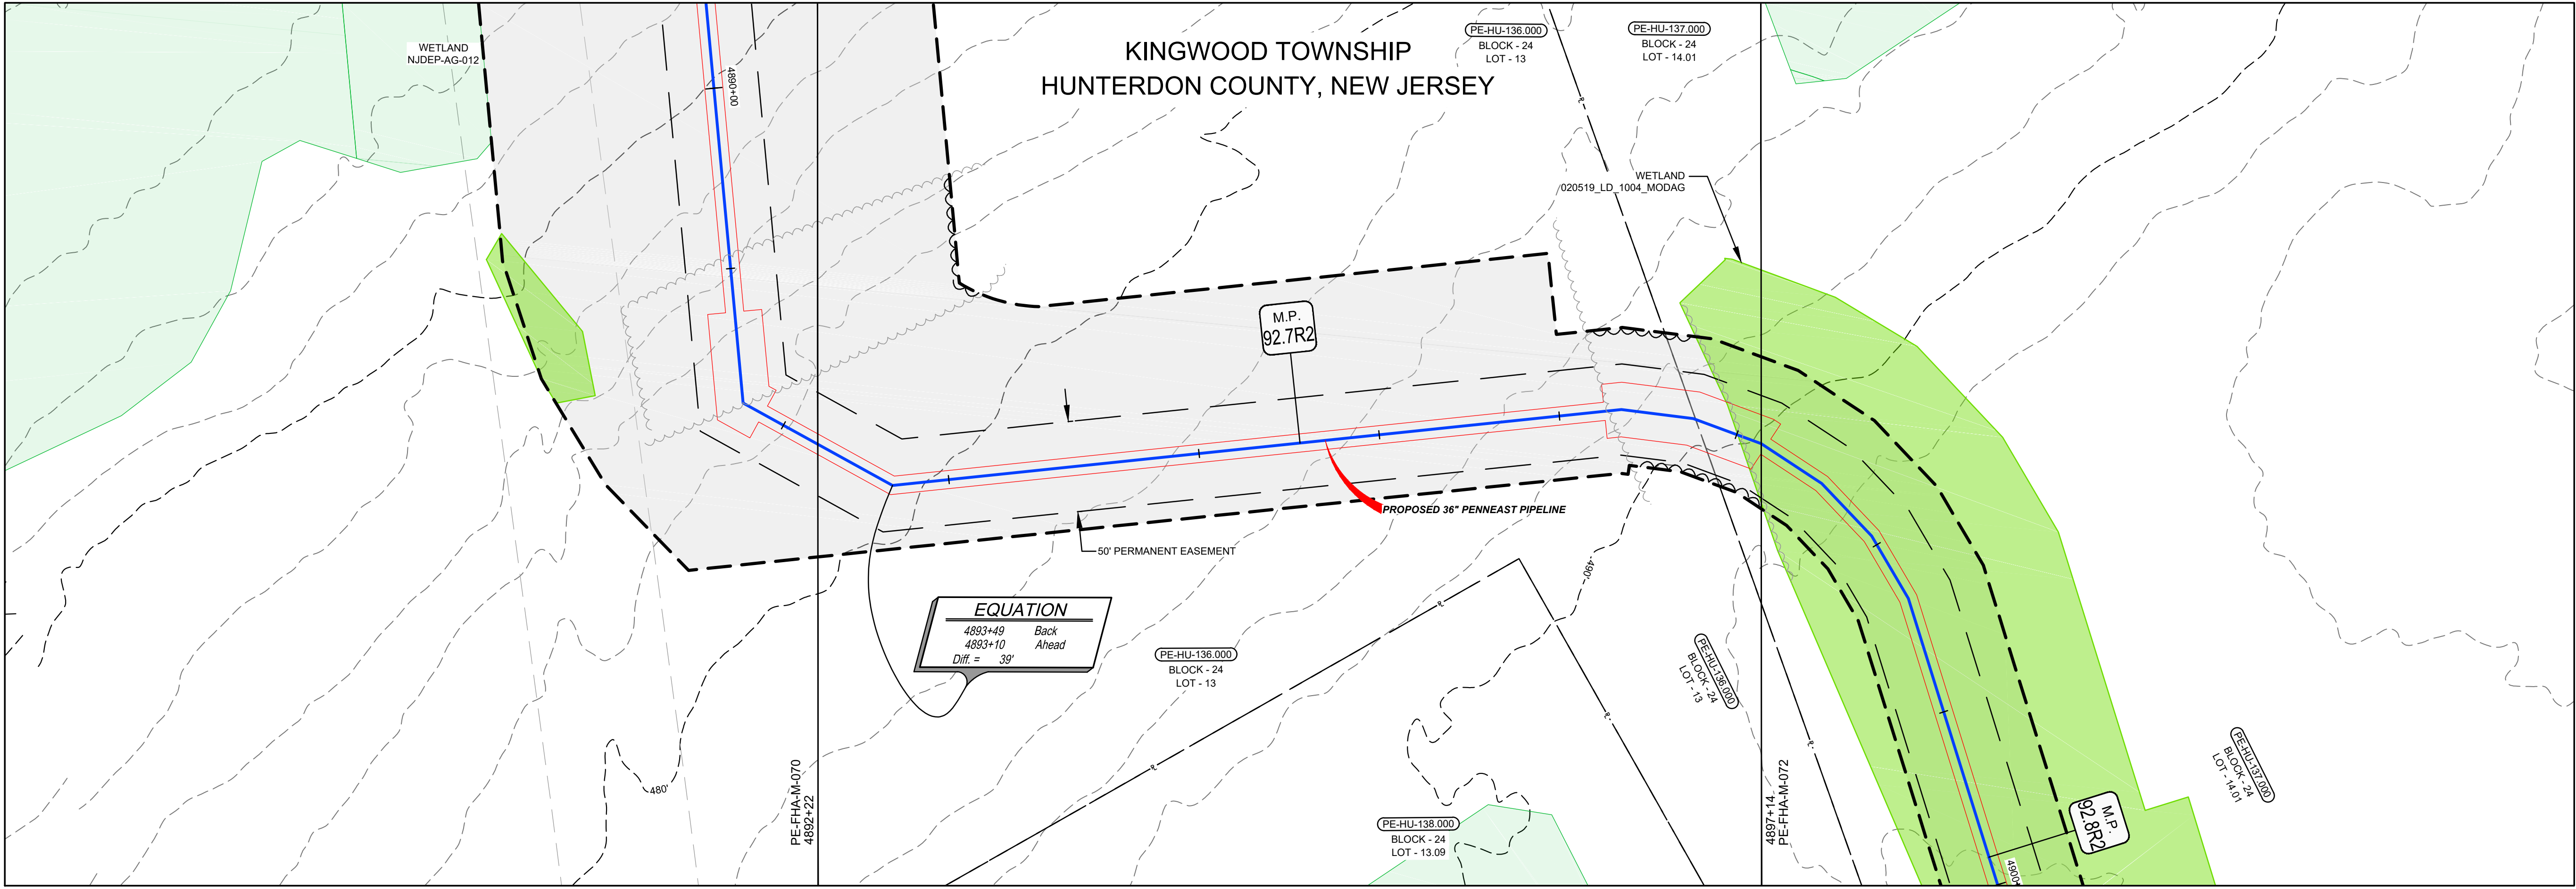 WETLAND
NJDEP-AG-012
4890+00
KINGWOOD TOWNSHIP
HUNTERDON COUNTY, NEW JERSEY
PE-HU-136.000
BLOCK - 24
LOT - 13
PE-HU-137.000
BLOCK - 24
LOT - 14.01
WETLAND
020519_LD_1004_MODAG
M.P.
92.7R2
PROPOSED 36" PENNEAST PIPELINE
50' PERMANENT EASEMENT
490'
EQUATION
4893+49 Back
4893+10 Ahead
Diff. = 39'
PE-HU-136.000
BLOCK - 24
LOT - 13
PE-HU-136.000
BLOCK - 24
LOT - 13
480'
PE-FHA-M-070
4892+22
PE-HU-138.000
BLOCK - 24
LOT - 13.09
4897+14
PE-FHA-M-072
M.P.
92.8R2
PE-HU-137.000
BLOCK - 24
LOT - 14.01